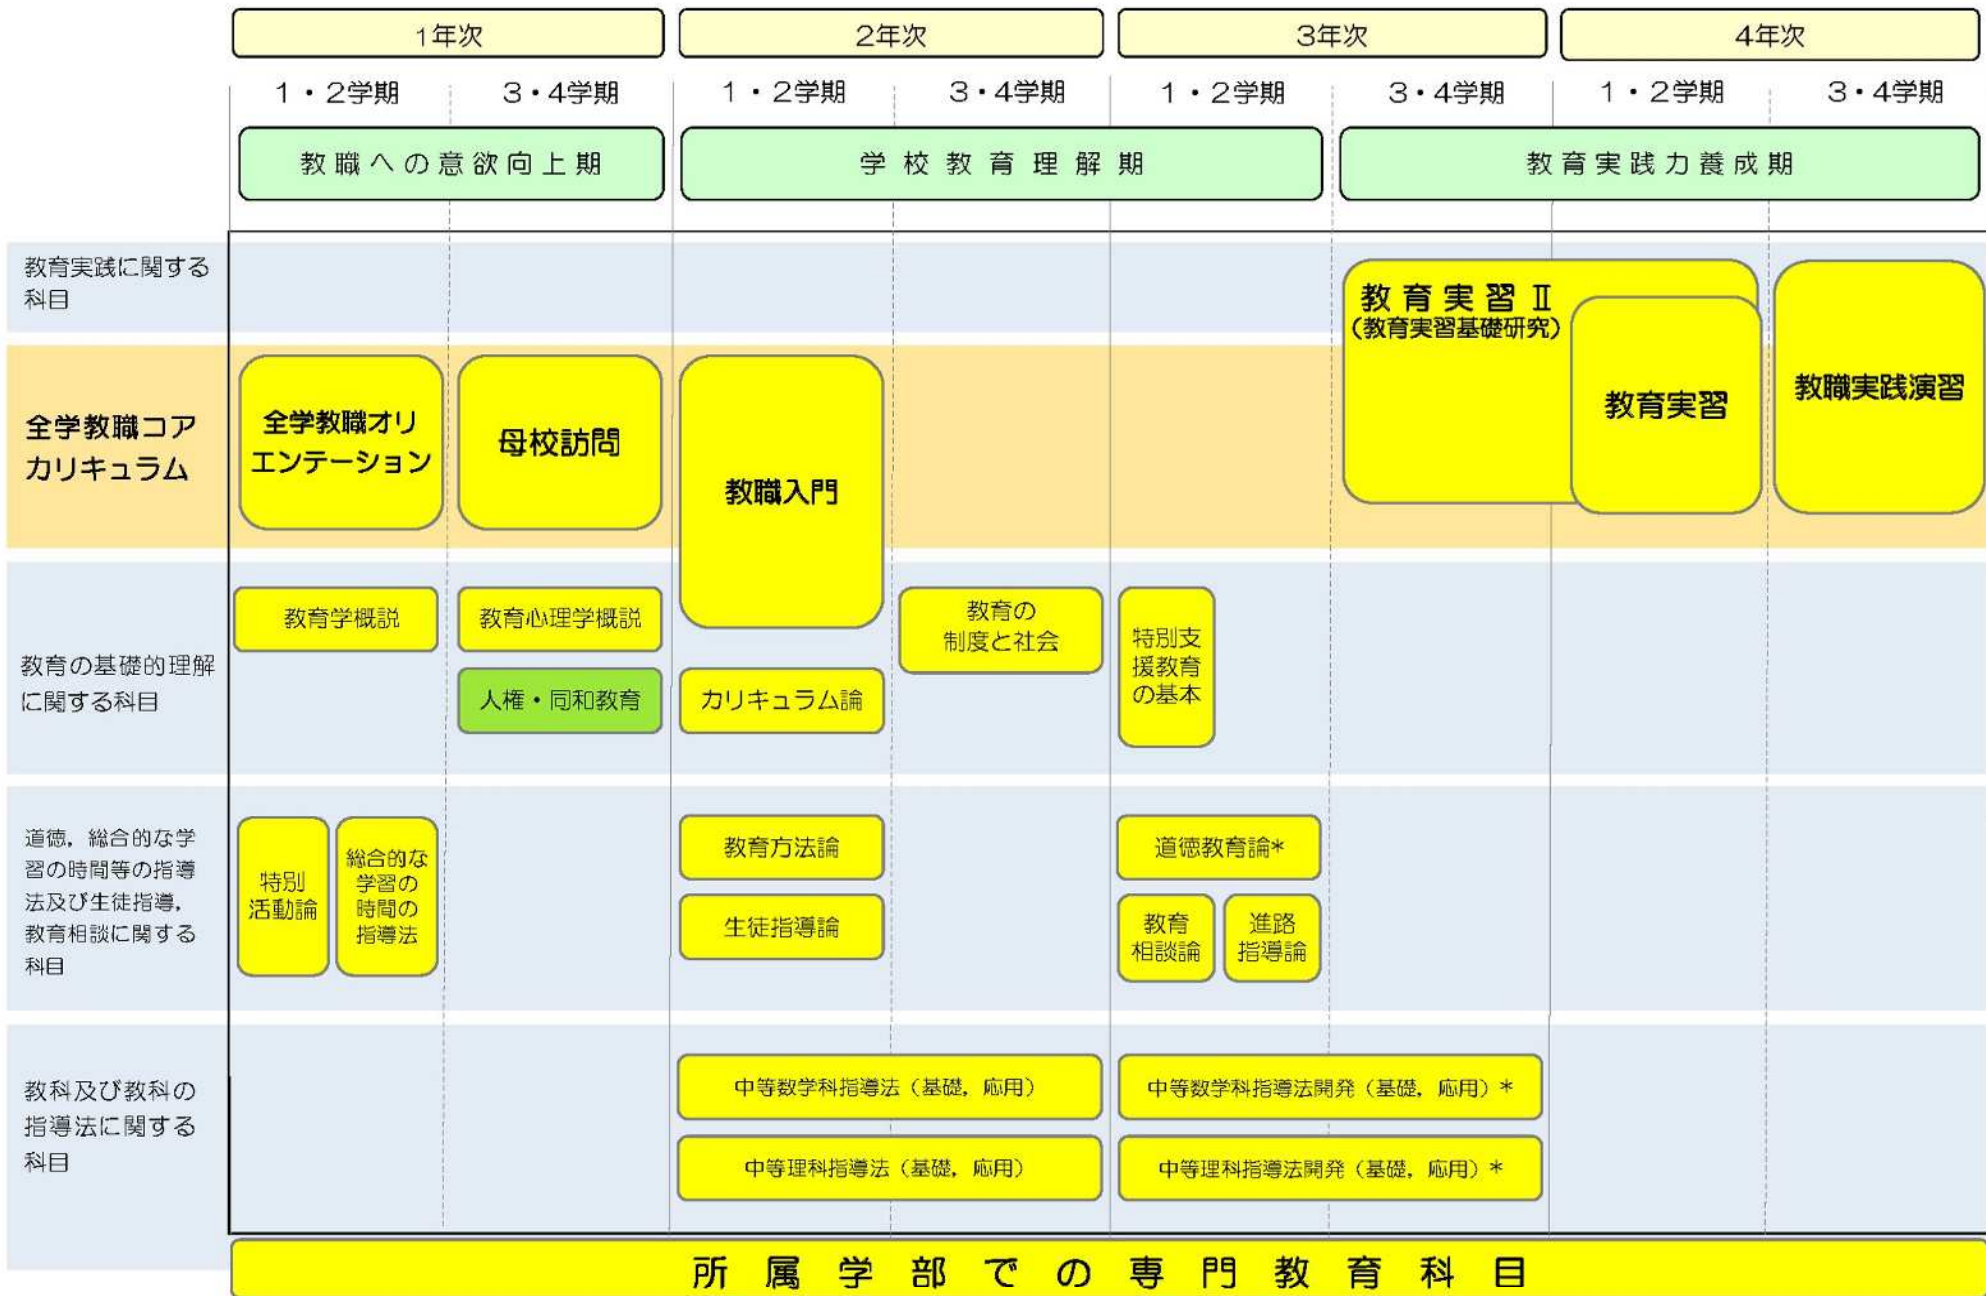 1年次
2年次
3年次
4年次
1・2学期
3・4学期
1・2学期
3・4学期
1・2学期
3・4学期
1・2学期
3・4学期
教職への意欲向上期
学校教育理解期
教育実践力養成期
教育実践に関する
科目
教育実習Ⅱ
(教育実習基礎研究)
教育実習
教職実践演習
全学教職コア
カリキュラム
全学教職オリ
エンテーション
母校訪問
教職入門
教育の基礎的理解
に関する科目
教育学概説
教育心理学概説
人権・同和教育
カリキュラム論
教育の
制度と社会
特別支
援教育
の基本
道徳，総合的な学
習の時間等の指導
法及び生徒指導，
教育相談に関する
科目
特別
活動論
総合的な
学習の
時間の
指導法
教育方法論
生徒指導論
道徳教育論*
教育
相談論
進路
指導論
教科及び教科の
指導法に関する
科目
中等数学科指導法（基礎，応用）
中等数学科指導法開発（基礎，応用）*
中等理科指導法（基礎，応用）
中等理科指導法開発（基礎，応用）*
所属学部での専門教育科目